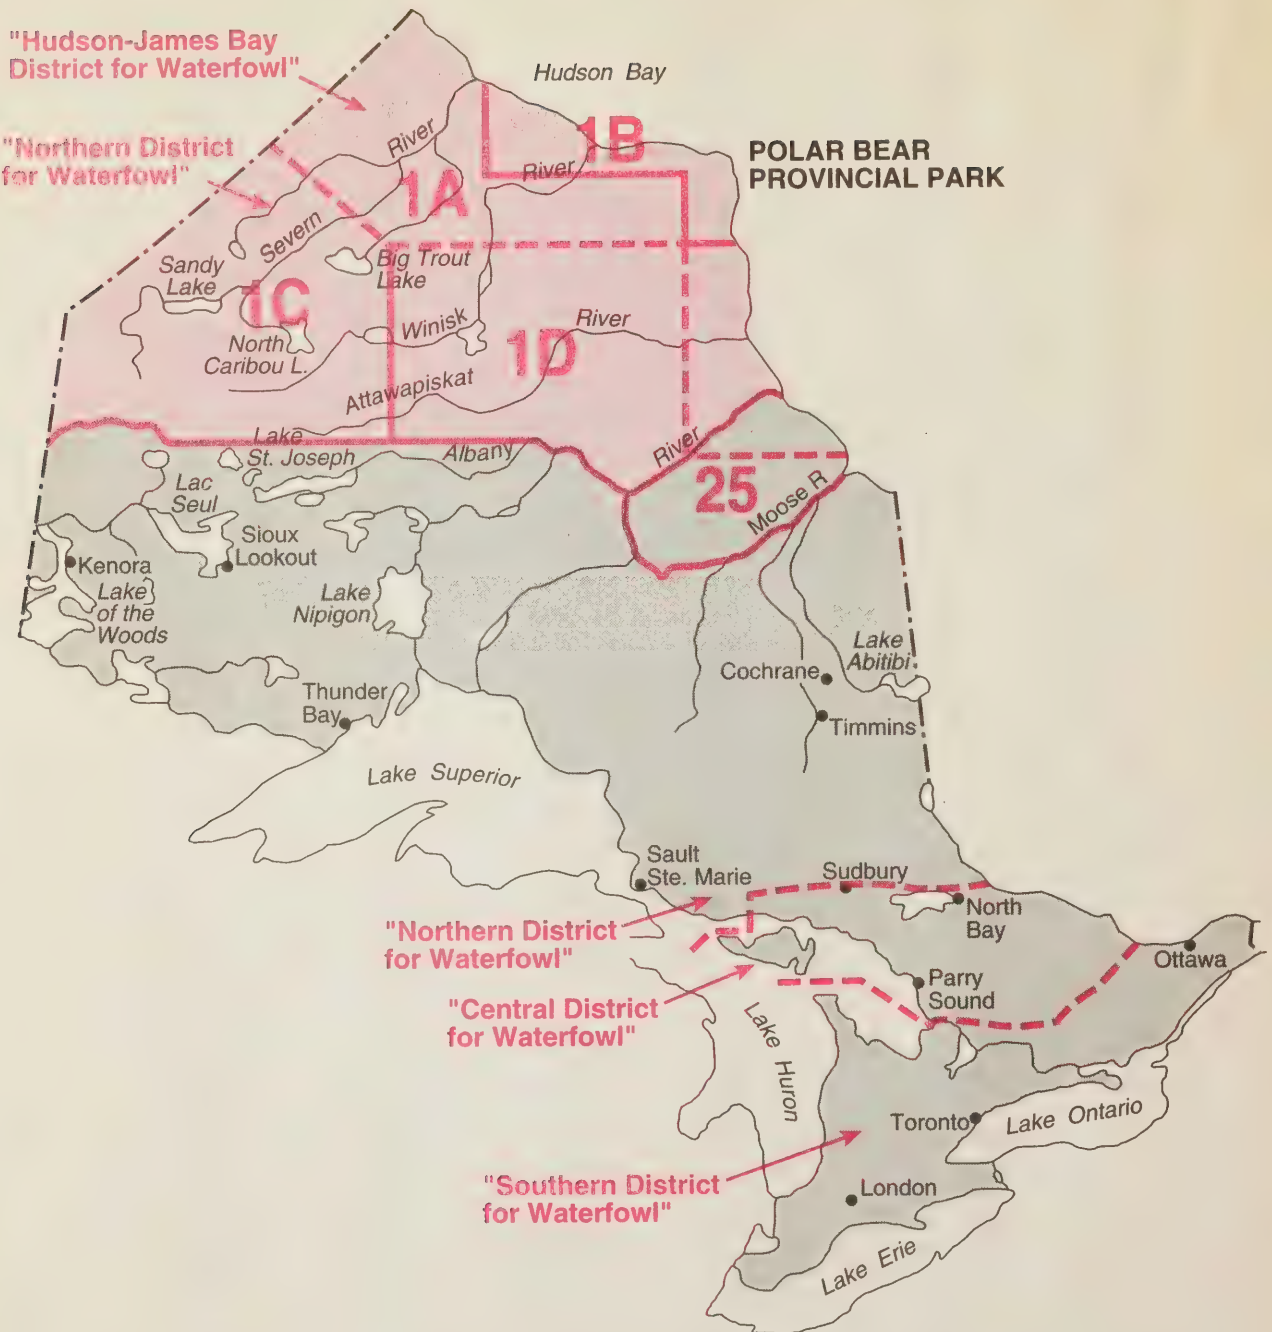 "Hudson-James Bay
District for Waterfowl"
Hudson Bay
"Northern District
for Waterfowl"
River
1B
POLAR BEAR
PROVINCIAL PARK
River
1A
Severn
Sandy
Lake
Big Trout
Lake
1C
Winisk
River
North
Caribou L.
1D
Attawapiskat
Lake
St. Joseph
Albany
River
25
Moose R
Lac
Seul
Sioux
Lookout
Kenora
Lake
of the
Woods
Lake
Nipigon
Lake
Abitibi
Cochrane
Thunder
Bay
Timmins
Lake Superior
Sault
Ste. Marie
Sudbury
North
Bay
"Northern District
for Waterfowl"
Ottawa
Parry
Sound
"Central District
for Waterfowl"
Lake Huron
Toronto
Lake Ontario
"Southern District
for Waterfowl"
London
Lake Erie